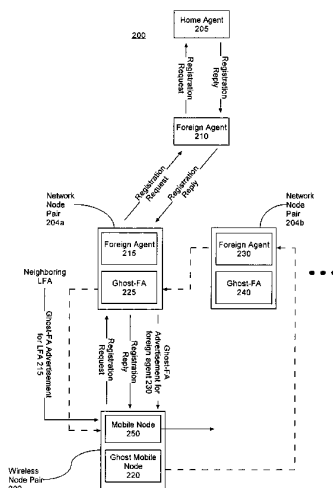 200
Home Agent
205
Registration
Request
Registration
Reply
Foreign Agent
210
Registration Request
Registration
Reply
Network
Node
Pair
204a
Foreign Agent
215
Ghost-FA
225
Network
Node
Pair
204b
Foreign Agent
230
Ghost-FA
240
Neighboring
LFA
Ghost-FA Advertisement
for LFA 215
Registration
Request
Registration
Reply
Ghost-FA
Advertisement for
foreign agent 230
Mobile Node
250
Ghost Mobile
Node
220
Wireless
Node Pair